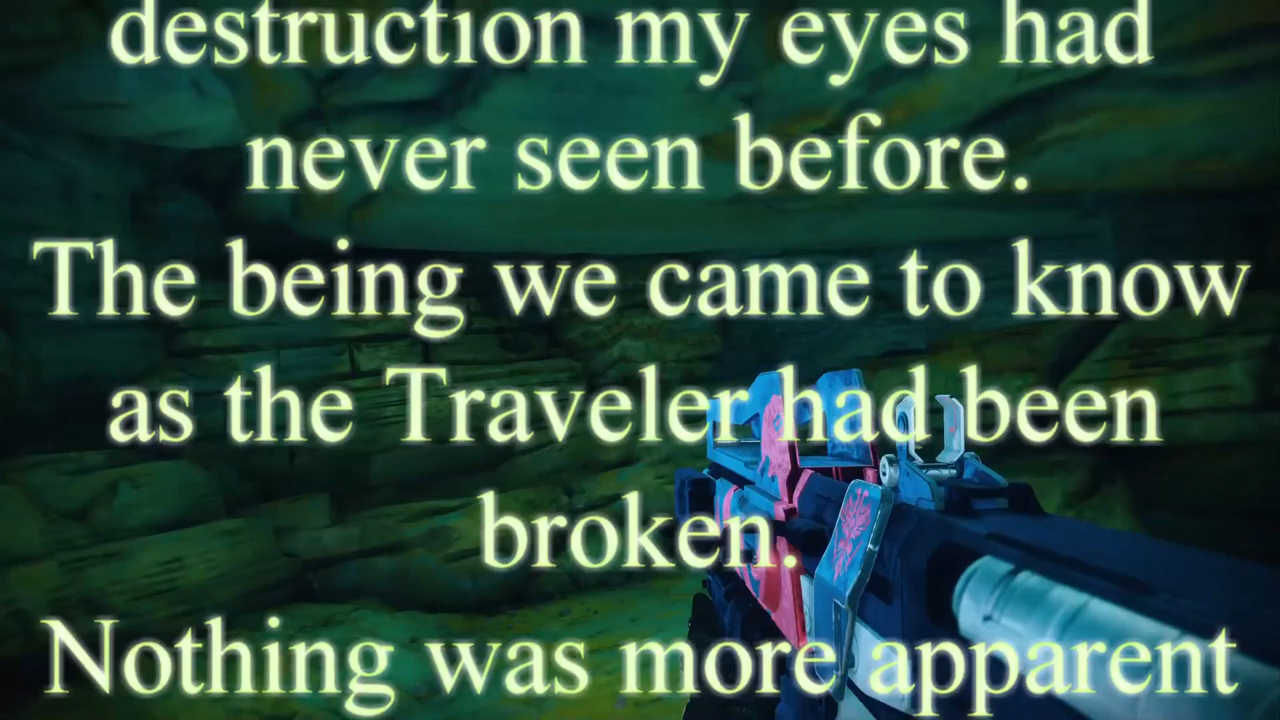 destruction my eyes had
never seen before.
The being we came to know
as the Traveler had been
broken.
Nothing was more apparent